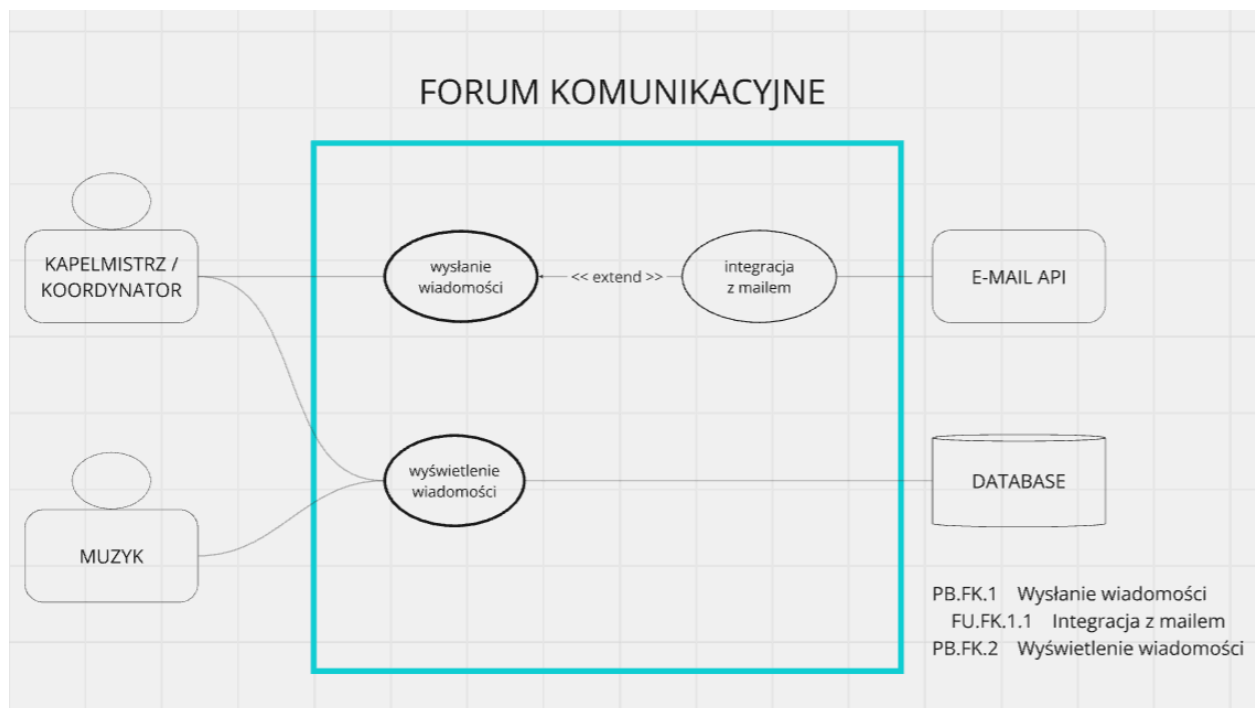 FORUM KOMUNIKACYJNE
KAPELMISTRZ /
KOORDYNATOR
wysłanie
wiadomości
<< extend >>
integracja
z mailem
E-MAIL API
MUZYK
wyświetlenie
wiadomości
DATABASE
PB.FK.1 Wysłanie wiadomości
FU.FK.1.1 Integracja z mailem
PB.FK.2 Wyświetlenie wiadomości